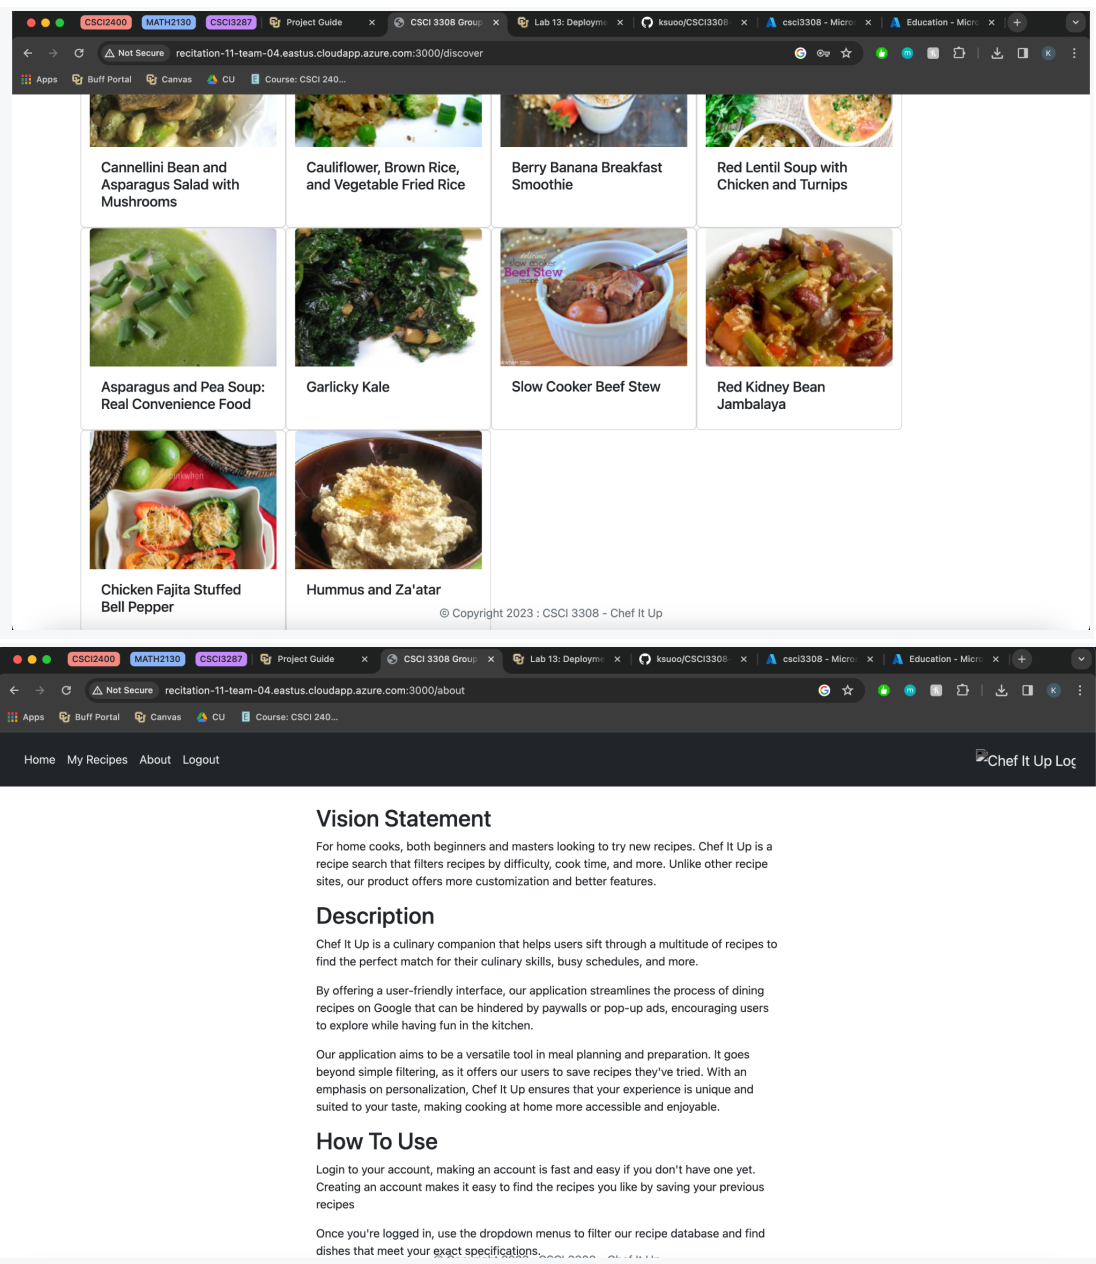 CSCI2400 MATH2130 CSCI3287 Project Guide CSCI 3308 Group Lab 13: Deployme ksuoo/CSCI3308- csci3308 - Micros Education - Micro
Not Secure recitation-11-team-04.eastus.cloudapp.azure.com:3000/discover
Apps Buff Portal Canvas CU Course: CSCI 240...
Cannellini Bean and
Asparagus Salad with
Mushrooms
Cauliflower, Brown Rice,
and Vegetable Fried Rice
Berry Banana Breakfast
Smoothie
Red Lentil Soup with
Chicken and Turnips
delicious
slow cooker
Beef Stew
recipe
Asparagus and Pea Soup:
Real Convenience Food
Garlicky Kale
Slow Cooker Beef Stew
Red Kidney Bean
Jambalaya
Chicken Fajita Stuffed
Bell Pepper
Hummus and Za'atar
© Copyright 2023 : CSCI 3308 - Chef It Up
CSCI2400 MATH2130 CSCI3287 Project Guide CSCI 3308 Group Lab 13: Deployme ksuoo/CSCI3308- csci3308 - Micros Education - Micro
Not Secure recitation-11-team-04.eastus.cloudapp.azure.com:3000/about
Apps Buff Portal Canvas CU Course: CSCI 240...
Home My Recipes About Logout Chef It Up Log
Vision Statement
For home cooks, both beginners and masters looking to try new recipes. Chef It Up is a
recipe search that filters recipes by difficulty, cook time, and more. Unlike other recipe
sites, our product offers more customization and better features.
Description
Chef It Up is a culinary companion that helps users sift through a multitude of recipes to
find the perfect match for their culinary skills, busy schedules, and more.
By offering a user-friendly interface, our application streamlines the process of dining
recipes on Google that can be hindered by paywalls or pop-up ads, encouraging users
to explore while having fun in the kitchen.
Our application aims to be a versatile tool in meal planning and preparation. It goes
beyond simple filtering, as it offers our users to save recipes they've tried. With an
emphasis on personalization, Chef It Up ensures that your experience is unique and
suited to your taste, making cooking at home more accessible and enjoyable.
How To Use
Login to your account, making an account is fast and easy if you don't have one yet.
Creating an account makes it easy to find the recipes you like by saving your previous
recipes
Once you're logged in, use the dropdown menus to filter our recipe database and find
dishes that meet your exact specifications.